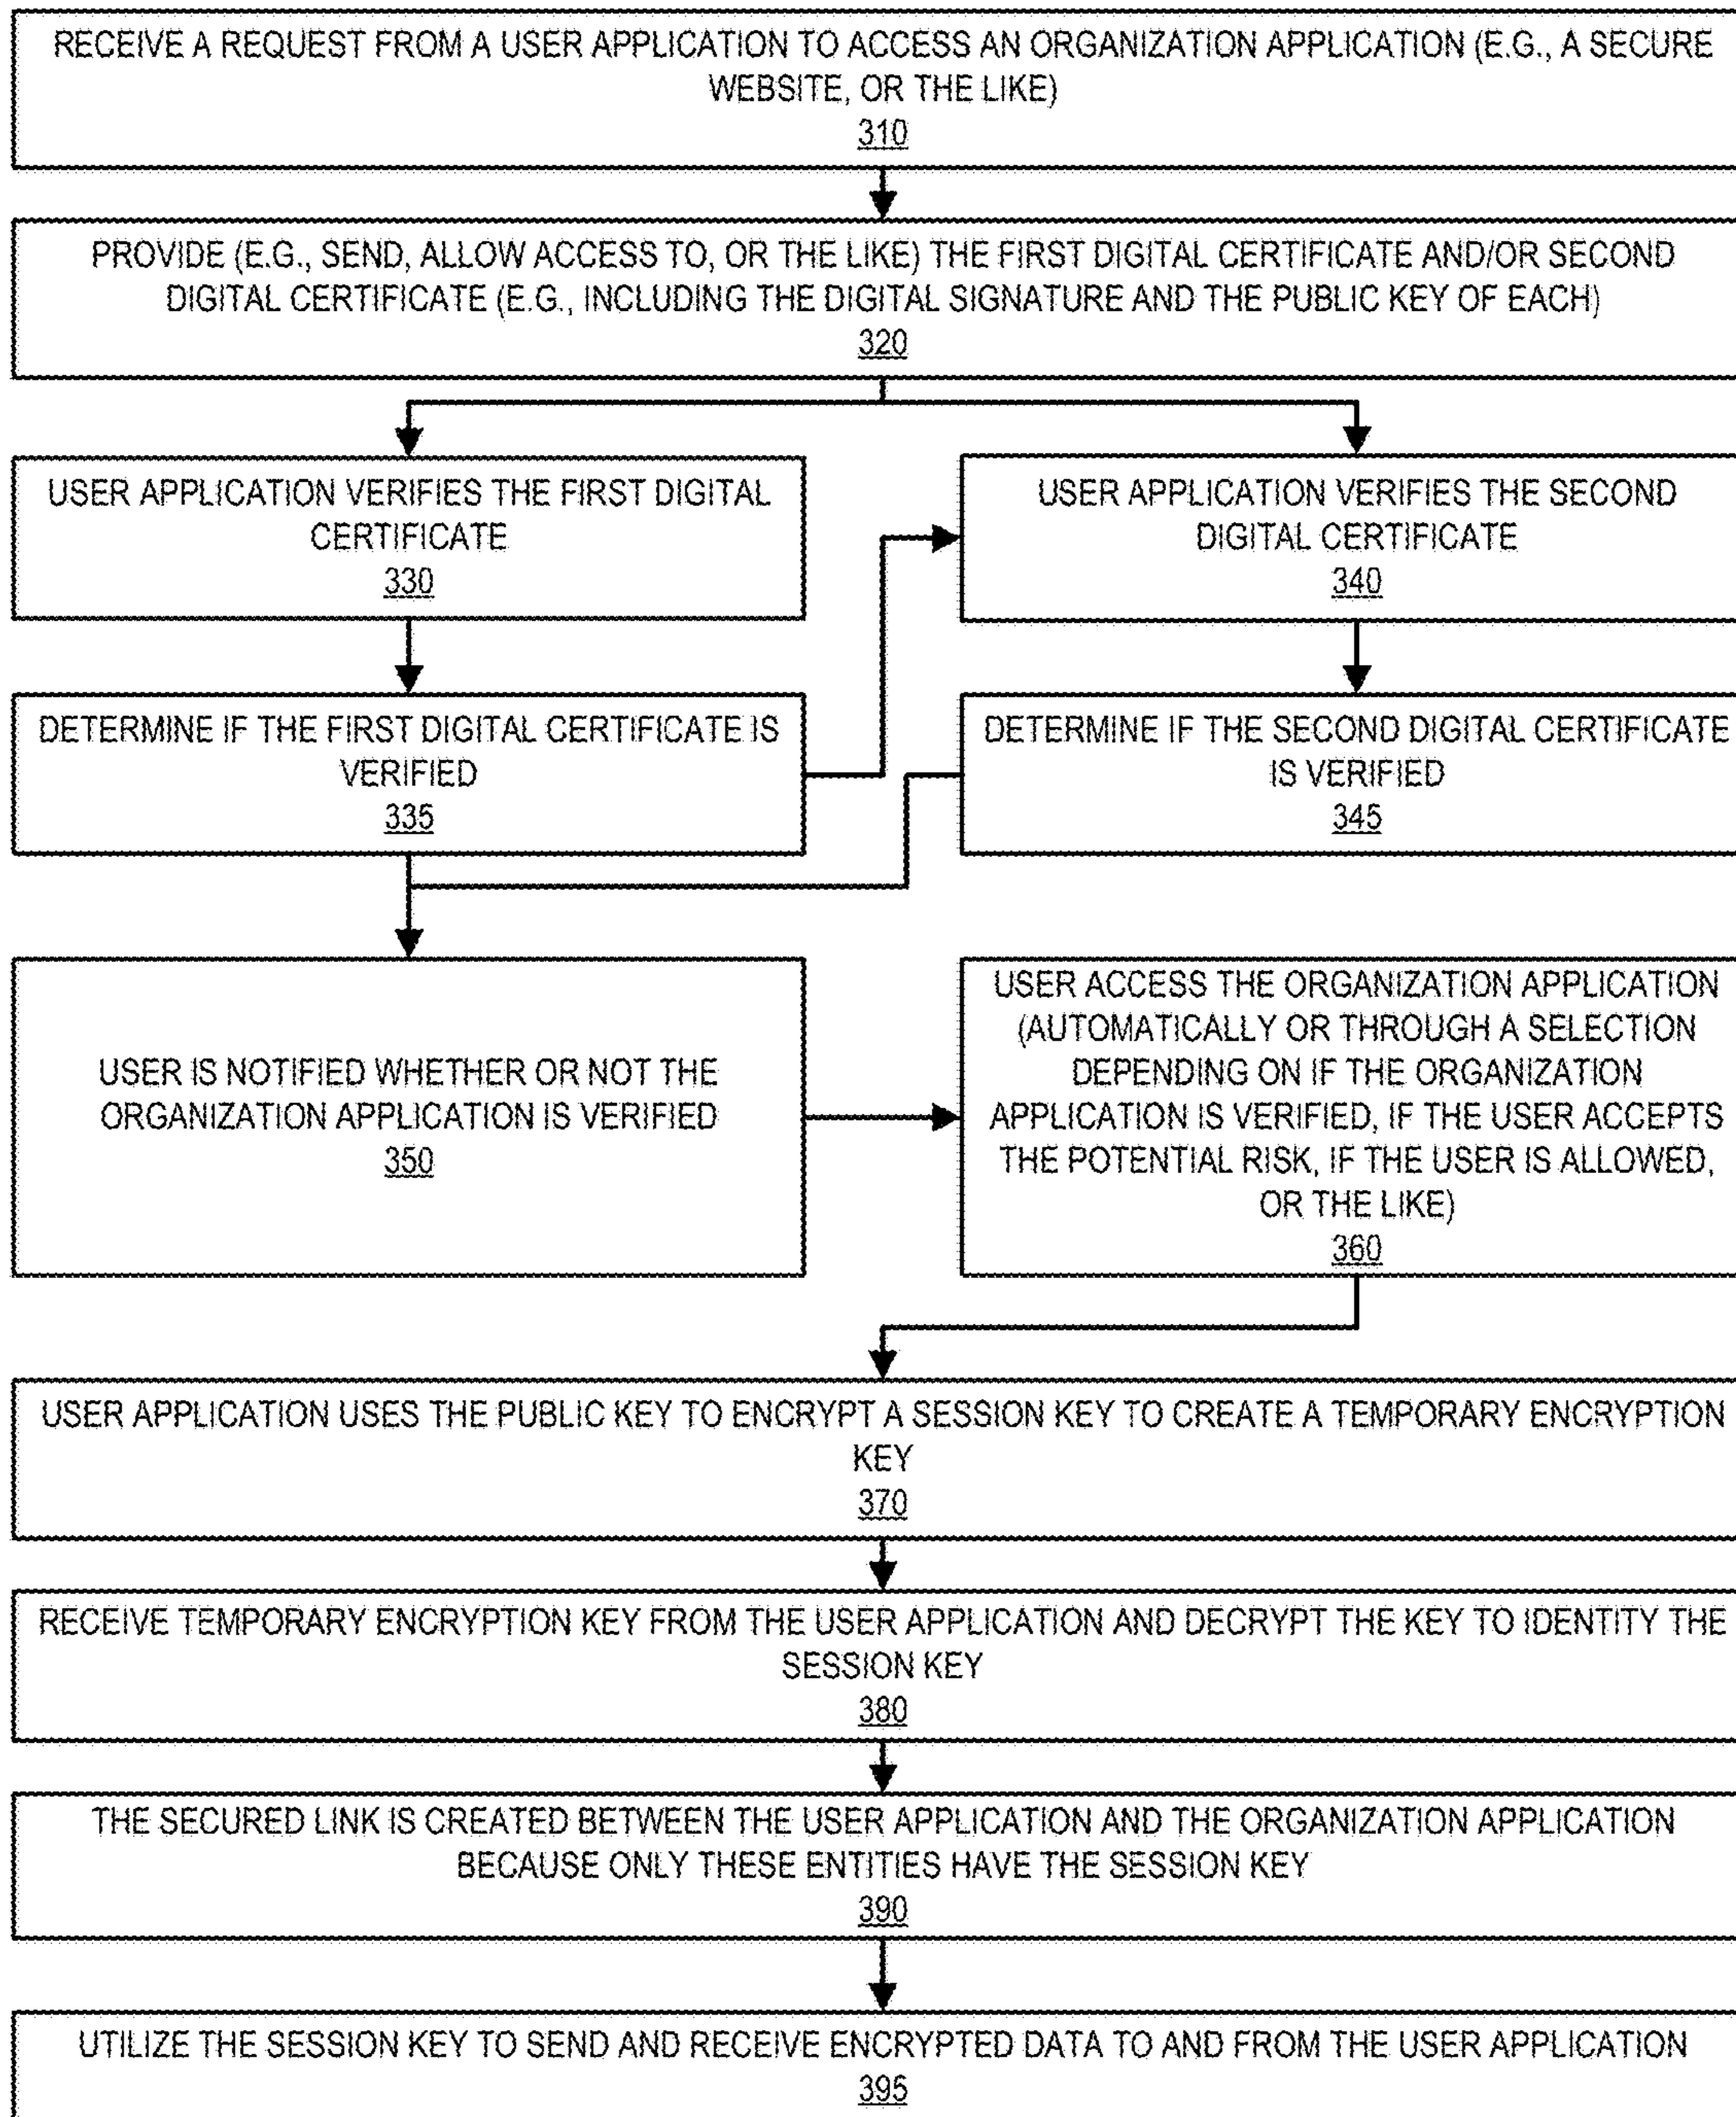 RECEIVE A REQUEST FROM A USER APPLICATION TO ACCESS AN ORGANIZATION APPLICATION (E.G., A SECURE
WEBSITE, OR THE LIKE)
310
PROVIDE (E.G., SEND, ALLOW ACCESS TO, OR THE LIKE) THE FIRST DIGITAL CERTIFICATE AND/OR SECOND
DIGITAL CERTIFICATE (E.G., INCLUDING THE DIGITAL SIGNATURE AND THE PUBLIC KEY OF EACH)
320
USER APPLICATION VERIFIES THE FIRST DIGITAL
CERTIFICATE
330
USER APPLICATION VERIFIES THE SECOND
DIGITAL CERTIFICATE
340
DETERMINE IF THE FIRST DIGITAL CERTIFICATE IS
VERIFIED
335
DETERMINE IF THE SECOND DIGITAL CERTIFICATE
IS VERIFIED
345
USER IS NOTIFIED WHETHER OR NOT THE
ORGANIZATION APPLICATION IS VERIFIED
350
USER ACCESS THE ORGANIZATION APPLICATION
(AUTOMATICALLY OR THROUGH A SELECTION
DEPENDING ON IF THE ORGANIZATION
APPLICATION IS VERIFIED, IF THE USER ACCEPTS
THE POTENTIAL RISK, IF THE USER IS ALLOWED,
OR THE LIKE)
360
USER APPLICATION USES THE PUBLIC KEY TO ENCRYPT A SESSION KEY TO CREATE A TEMPORARY ENCRYPTION
KEY
370
RECEIVE TEMPORARY ENCRYPTION KEY FROM THE USER APPLICATION AND DECRYPT THE KEY TO IDENTITY THE
SESSION KEY
380
THE SECURED LINK IS CREATED BETWEEN THE USER APPLICATION AND THE ORGANIZATION APPLICATION
BECAUSE ONLY THESE ENTITIES HAVE THE SESSION KEY
390
UTILIZE THE SESSION KEY TO SEND AND RECEIVE ENCRYPTED DATA TO AND FROM THE USER APPLICATION
395